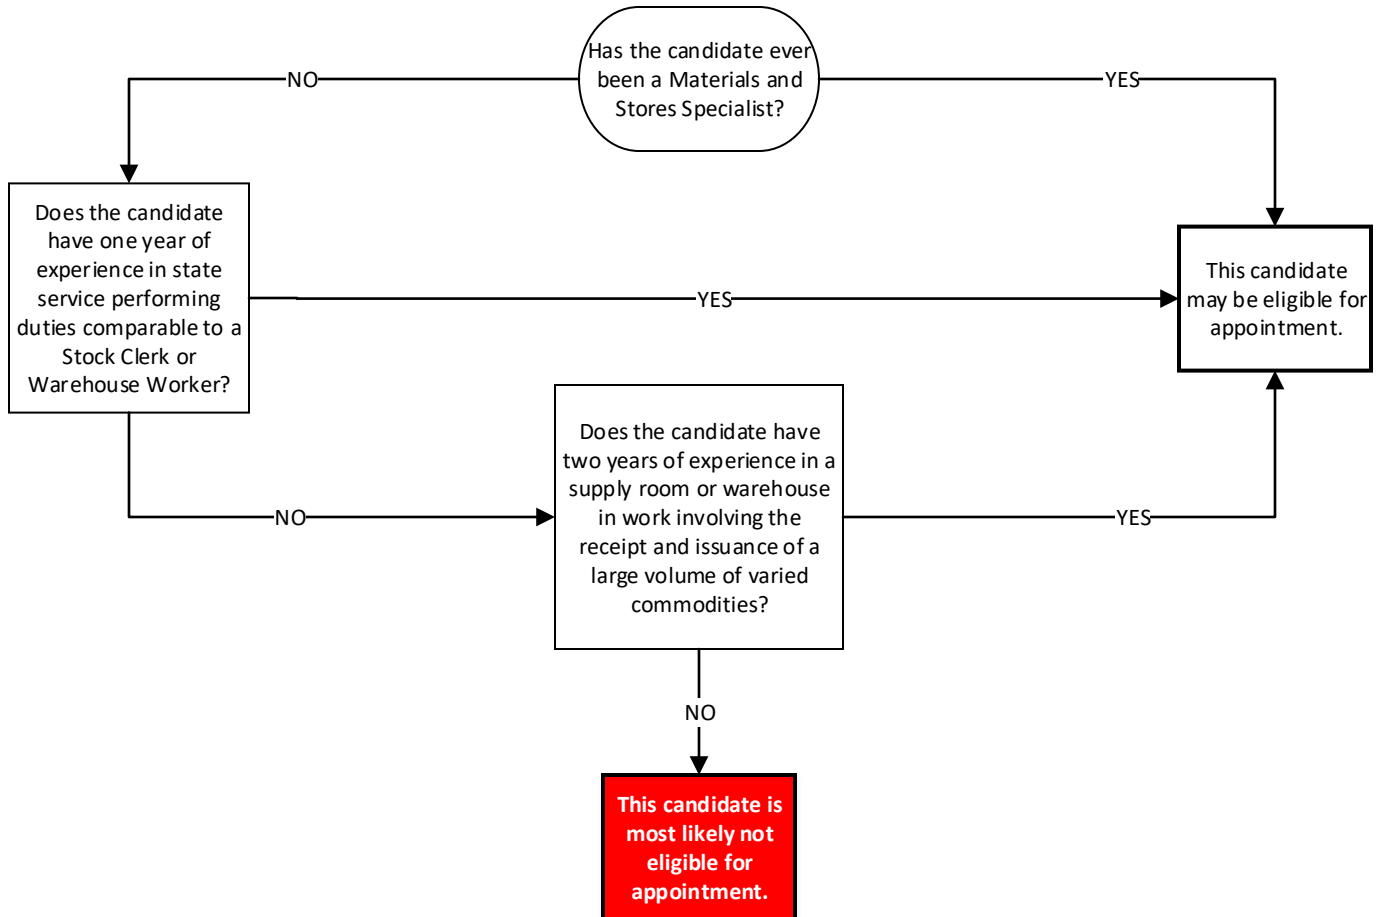 Has the candidate ever
been a Materials and
Stores Specialist?
NO
YES
Does the candidate
have one year of
experience in state
service performing
duties comparable to a
Stock Clerk or
Warehouse Worker?
YES
This candidate
may be eligible for
appointment.
NO
Does the candidate have
two years of experience in a
supply room or warehouse
in work involving the
receipt and issuance of a
large volume of varied
commodities?
YES
NO
This candidate is
most likely not
eligible for
appointment.